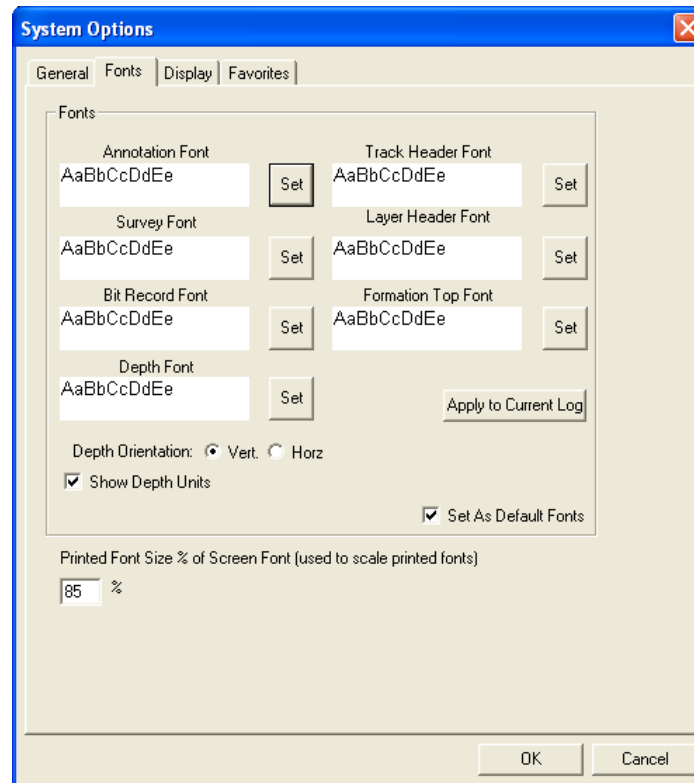 System Options
General Fonts Display Favorites
Fonts
Annotation Font Track Header Font
AaBbCcDdEe Set AaBbCcDdEe Set
Survey Font Layer Header Font
AaBbCcDdEe Set AaBbCcDdEe Set
Bit Record Font Formation Top Font
AaBbCcDdEe Set AaBbCcDdEe Set
Depth Font
AaBbCcDdEe Set Apply to Current Log
Depth Orientation: Vert. Horz
Show Depth Units
Set As Default Fonts
Printed Font Size % of Screen Font (used to scale printed fonts)
85 %
OK Cancel